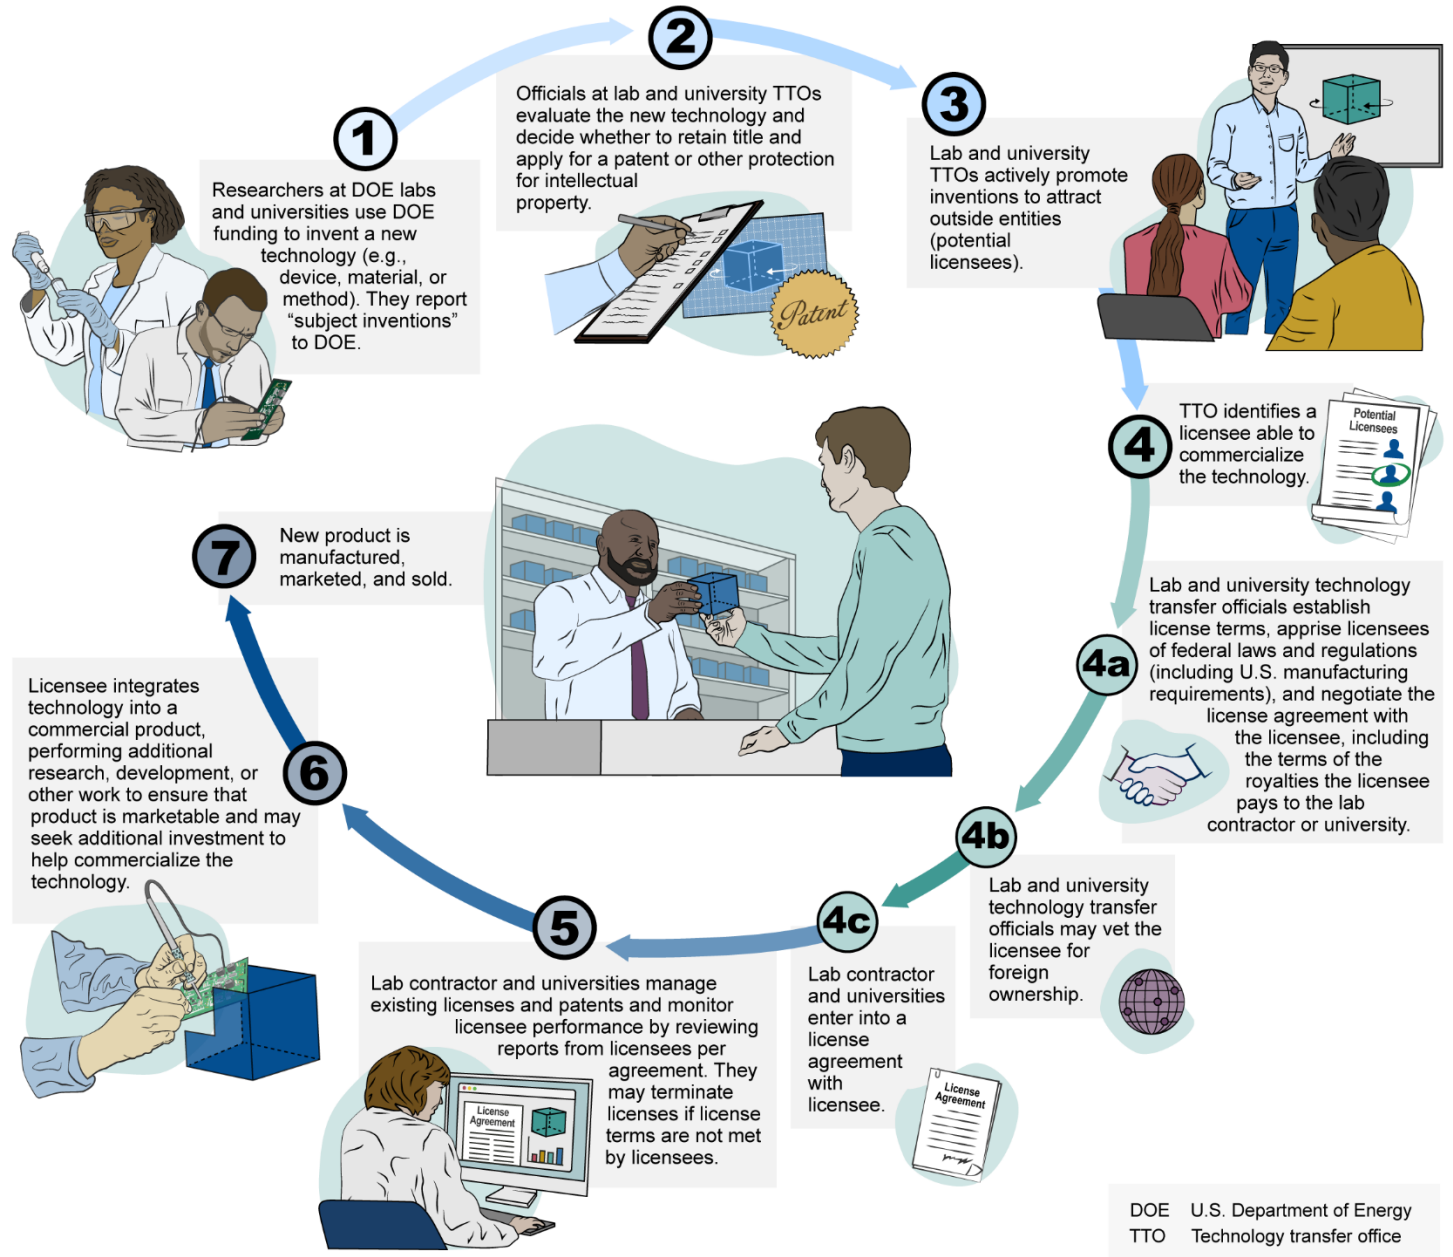 1
Researchers at DOE labs
and universities use DOE
funding to invent a new
technology (e.g.,
device, material, or
method). They report
“subject inventions”
to DOE.
2
Officials at lab and university TTOs
evaluate the new technology and
decide whether to retain title and
apply for a patent or other protection
for intellectual
property.
Patent
3
Lab and university
TTOs actively promote
inventions to attract
outside entities
(potential
licensees).
4
TTO identifies a
licensee able to
commercialize
the technology.
Potential
Licensees
4a
Lab and university technology
transfer officials establish
license terms, apprise licensees
of federal laws and regulations
(including U.S. manufacturing
requirements), and negotiate the
license agreement with
the licensee, including
the terms of the
royalties the licensee
pays to the lab
contractor or university.
4b
Lab and university
technology transfer
officials may vet the
licensee for
foreign
ownership.
4c
Lab contractor
and universities
enter into a
license
agreement
with
licensee.
License
Agreement
5
Lab contractor and universities manage
existing licenses and patents and monitor
licensee performance by reviewing
reports from licensees per
agreement. They
may terminate
licenses if license
terms are not met
by licensees.
License
Agreement
6
Licensee integrates
technology into a
commercial product,
performing additional
research, development, or
other work to ensure that
product is marketable and may
seek additional investment to
help commercialize the
technology.
7
New product is
manufactured,
marketed, and sold.
DOE U.S. Department of Energy
TTO Technology transfer office